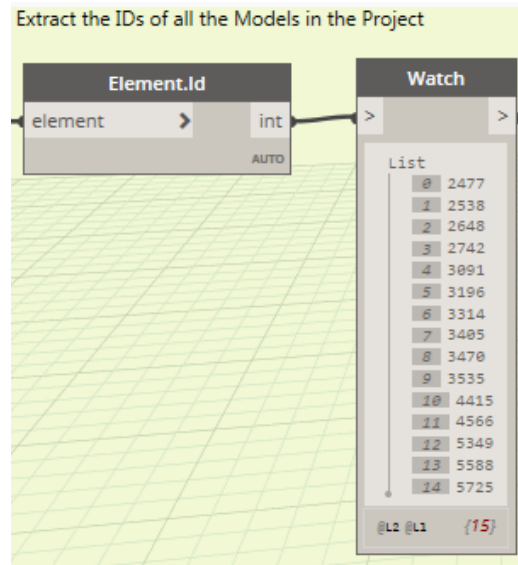 Extract the IDs of all the Models in the Project
Element.Id
Watch
element > int
AUTO
> >
List
0 2477
1 2538
2 2648
3 2742
4 3091
5 3196
6 3314
7 3405
8 3470
9 3535
10 4415
11 4566
12 5349
13 5588
14 5725
@L2 @L1 {15}